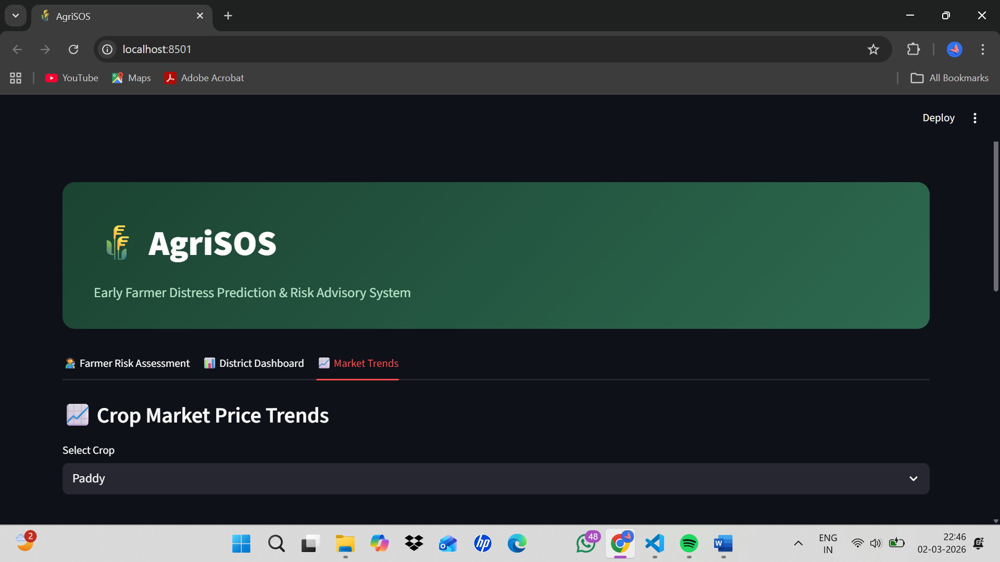 AgriSOS
localhost:8501
YouTube
Maps
Adobe Acrobat
All Bookmarks
Deploy
AgriSOS
Early Farmer Distress Prediction & Risk Advisory System
Farmer Risk Assessment
District Dashboard
Market Trends
Crop Market Price Trends
Select Crop
Paddy
2
hp
48
W
ENG
IN
22:46
02-03-2026